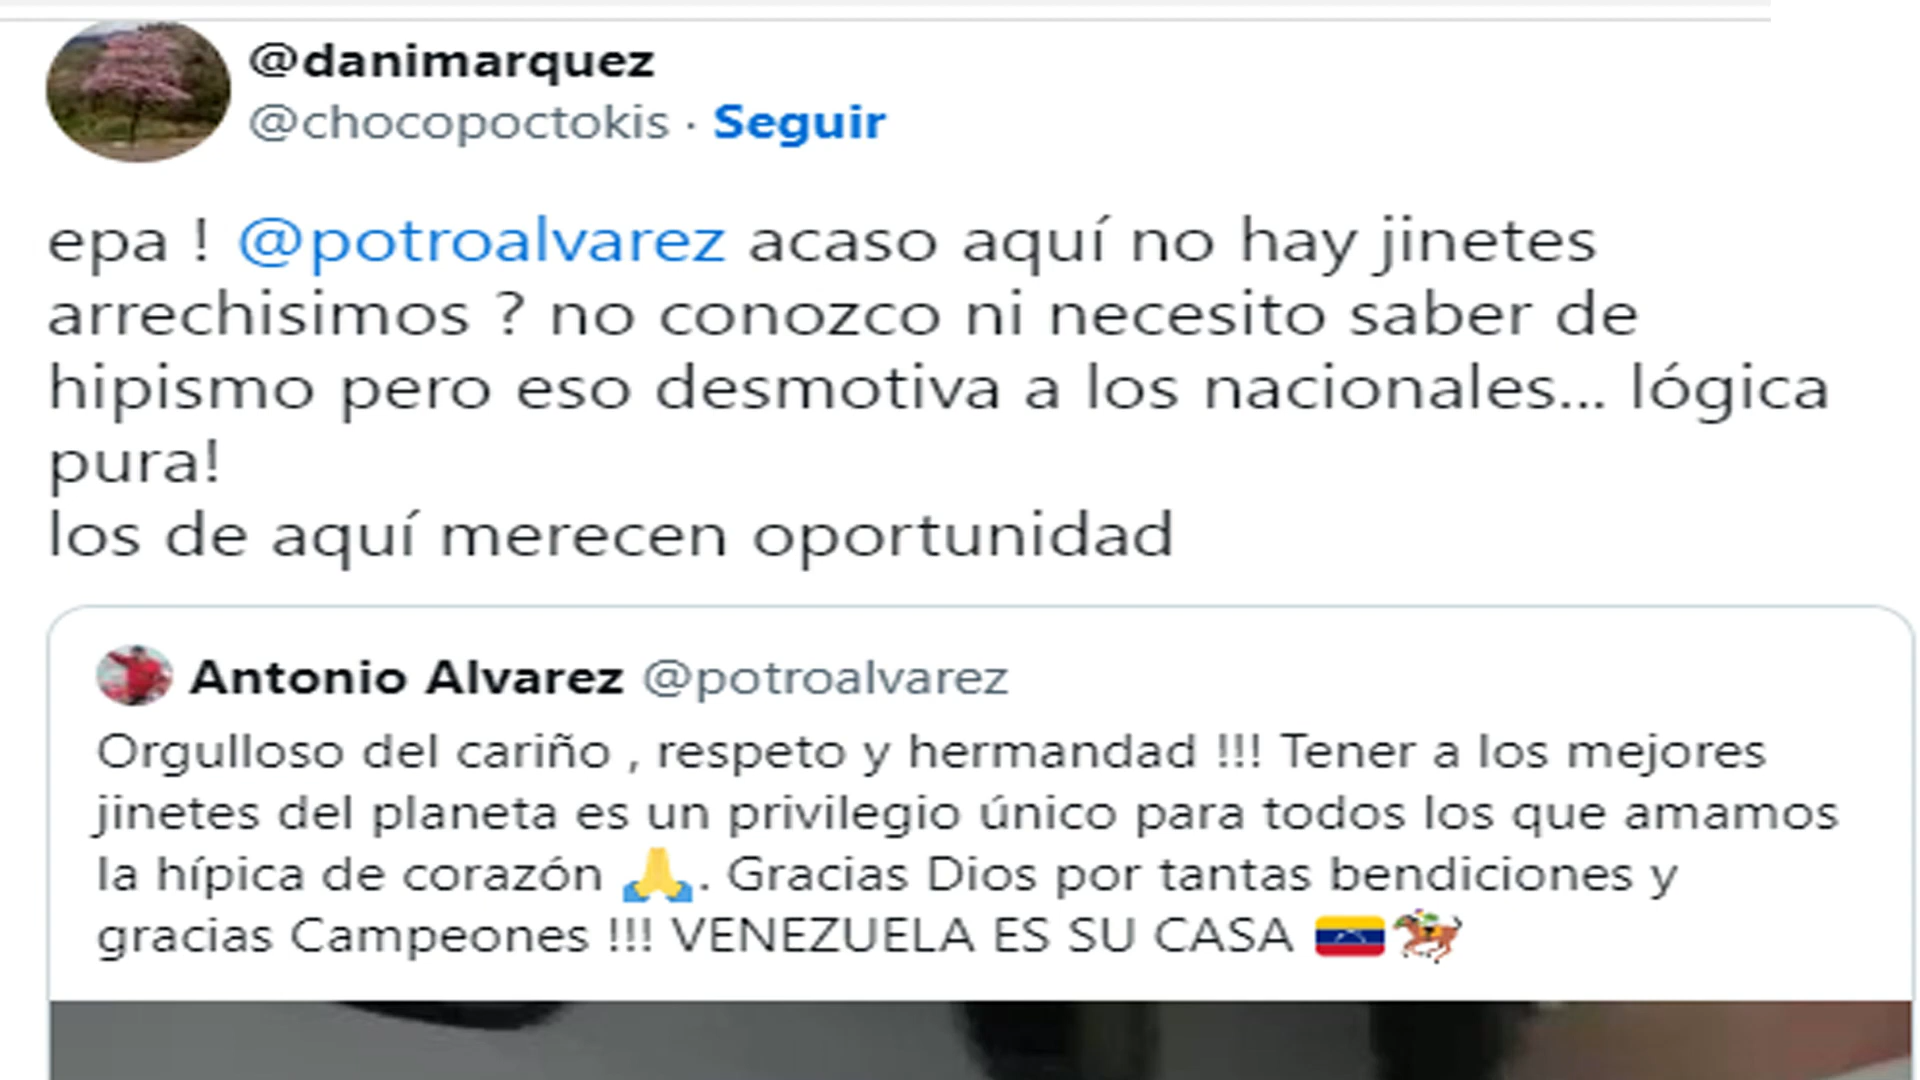 @danimarquez
@chocopoctokis · Seguir
epa ! @potroalvarez acaso aquí no hay jinetes
arrechisimos ? no conozco ni necesito saber de
hipismo pero eso desmotiva a los nacionales... lógica
pura!
los de aquí merecen oportunidad
Antonio Alvarez @potroalvarez
Orgulloso del cariño , respeto y hermandad !!! Tener a los mejores
jinetes del planeta es un privilegio único para todos los que amamos
la hípica de corazón 🙏. Gracias Dios por tantas bendiciones y
gracias Campeones !!! VENEZUELA ES SU CASA 🇻🇪🏇